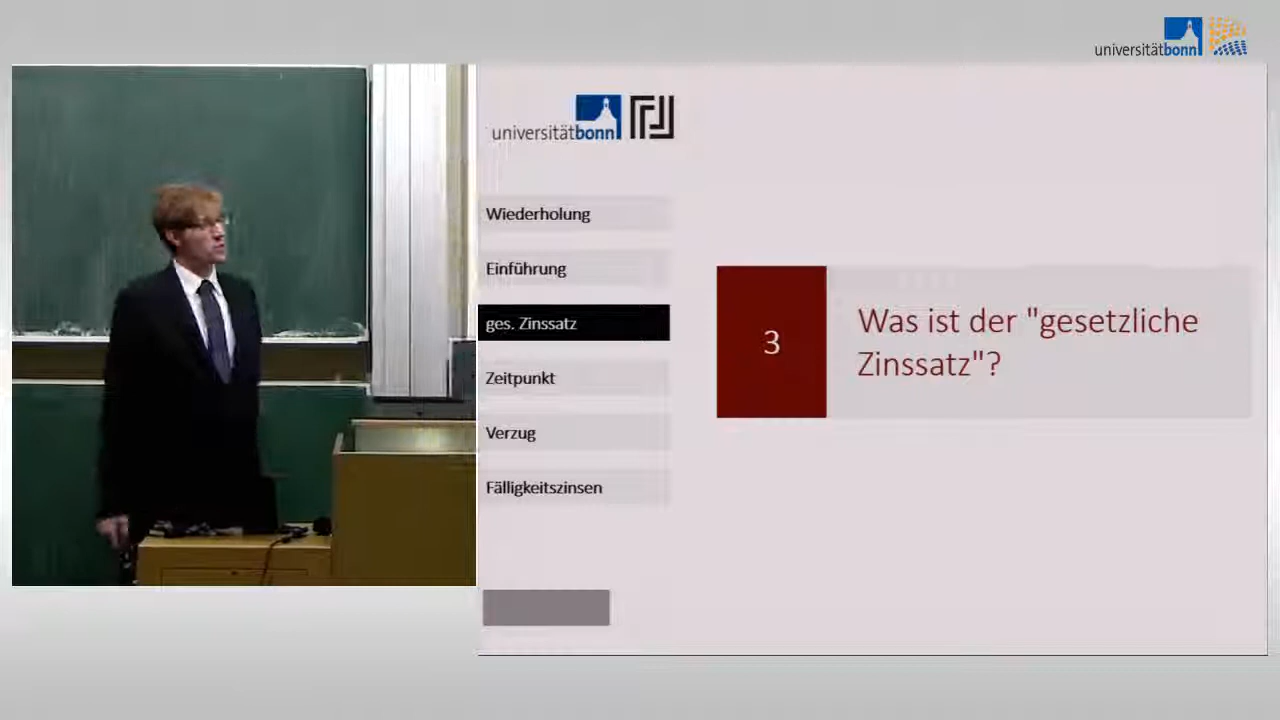 universitätbonn
universitätbonn
Wiederholung
Einführung
ges. Zinssatz
Zeitpunkt
Verzug
Fälligkeitszinsen
3
Was ist der "gesetzliche
Zinssatz"?